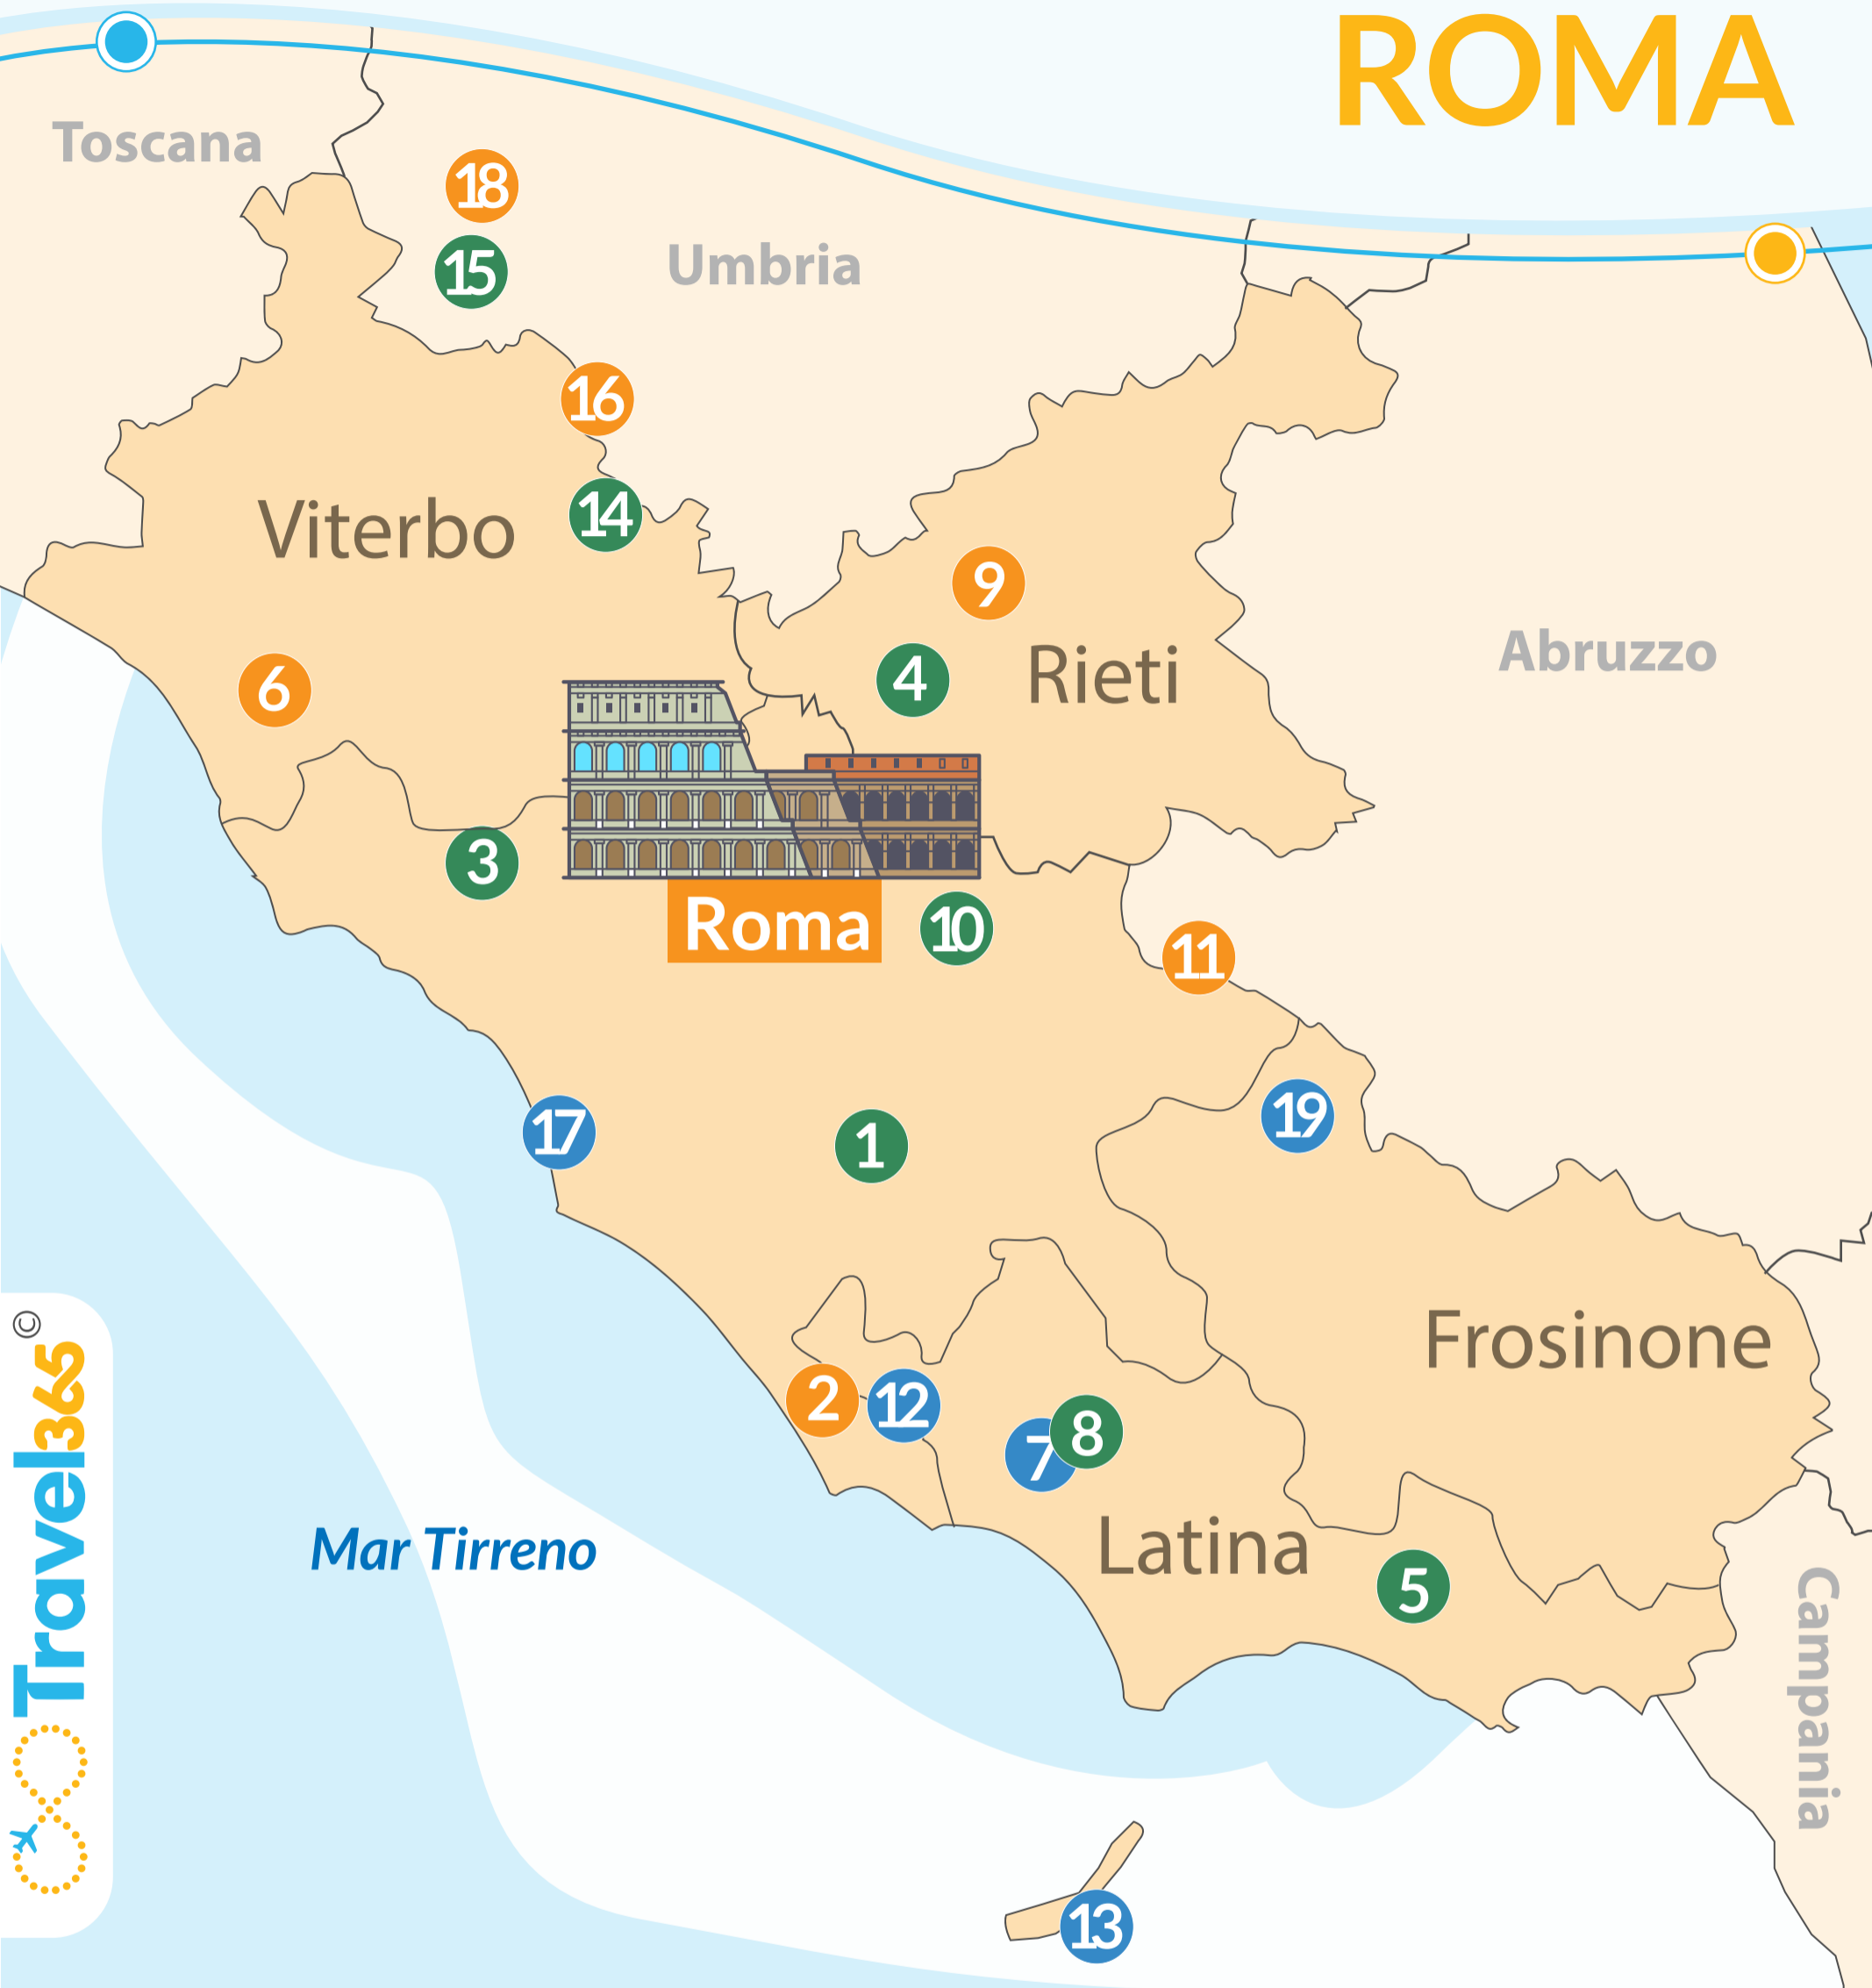 ROMA
Toscana
18
15
Umbria
16
Viterbo
14
9
Abruzzo
4
Rieti
6
3
Roma
10
11
19
17
1
Frosinone
2
12
7
8
Latina
Mar Tirreno
5
Campania
13
Travel365
©